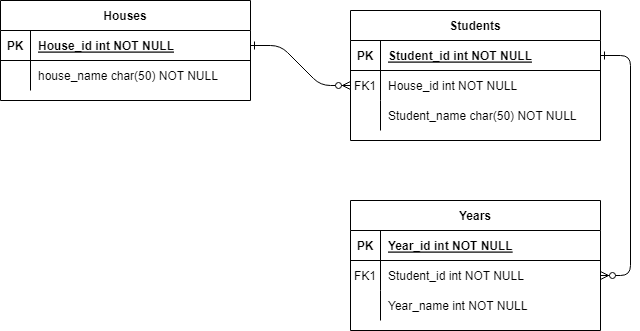 Houses
PK House_id int NOT NULL
house_name char(50) NOT NULL
Students
PK Student_id int NOT NULL
FK1 House_id int NOT NULL
Student_name char(50) NOT NULL
Years
PK Year_id int NOT NULL
FK1 Student_id int NOT NULL
Year_name int NOT NULL